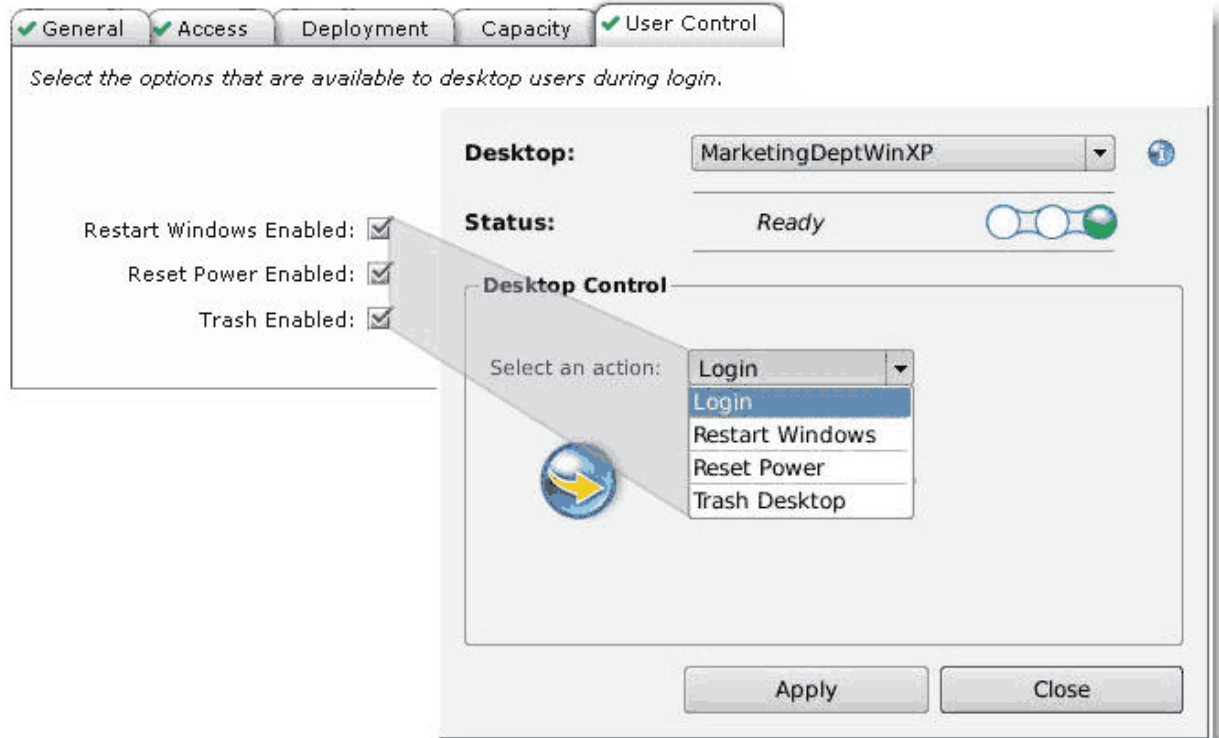 General Access Deployment Capacity User Control
Select the options that are available to desktop users during login.
Restart Windows Enabled:
Reset Power Enabled:
Trash Enabled:
Desktop: MarketingDeptWinXP
Status: Ready
Desktop Control
Select an action: Login
Login
Restart Windows
Reset Power
Trash Desktop
Apply Close